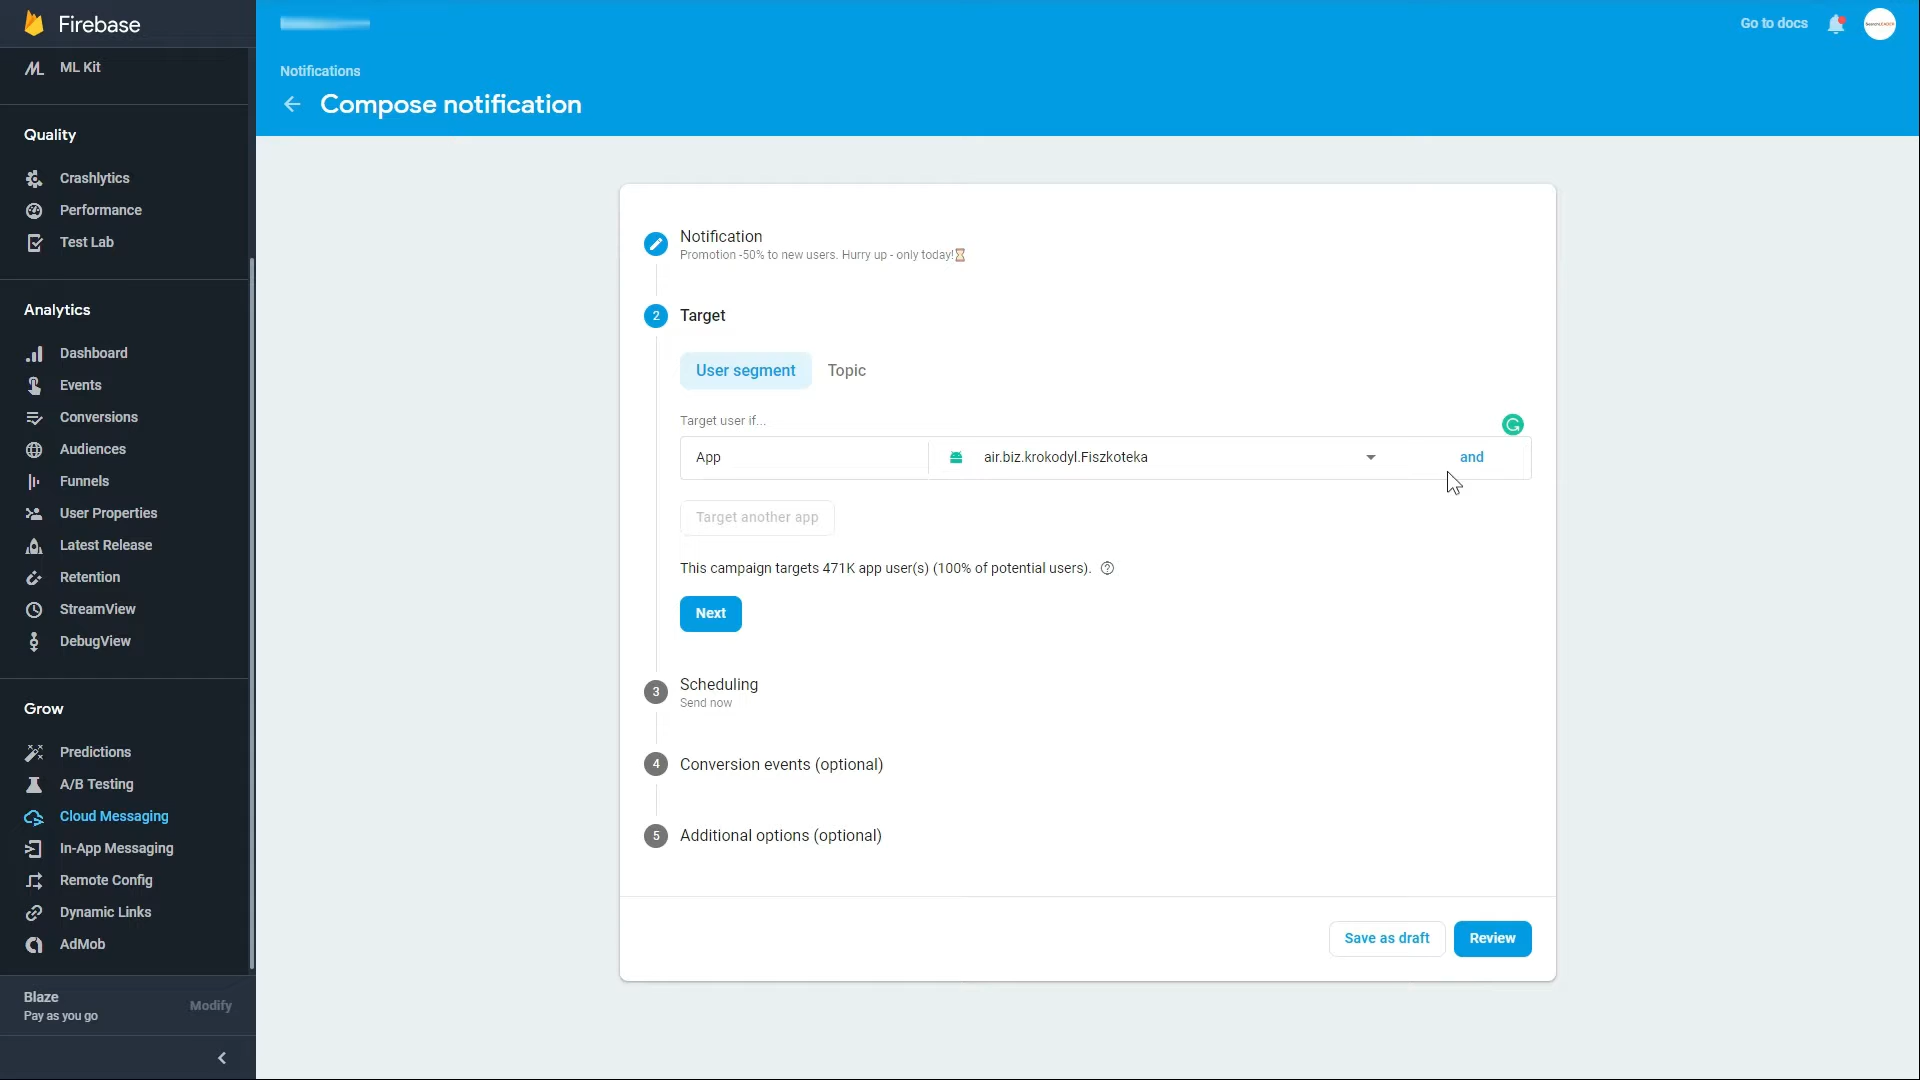 Firebase
ML Kit
Quality
Crashlytics
Performance
Test Lab
Analytics
Dashboard
Events
Conversions
Audiences
Funnels
User Properties
Latest Release
Retention
StreamView
DebugView
Grow
Predictions
A/B Testing
Cloud Messaging
In-App Messaging
Remote Config
Dynamic Links
AdMob
Blaze
Pay as you go
Modify
Go to docs
Notifications
Compose notification
Notification
Promotion -50% to new users. Hurry up - only today!⌛
2
Target
User segment
Topic
Target user if...
App
air.biz.krokodyl.Fiszkoteka
and
Target another app
This campaign targets 471K app user(s) (100% of potential users).
Next
3
Scheduling
Send now
4
Conversion events (optional)
5
Additional options (optional)
Save as draft
Review